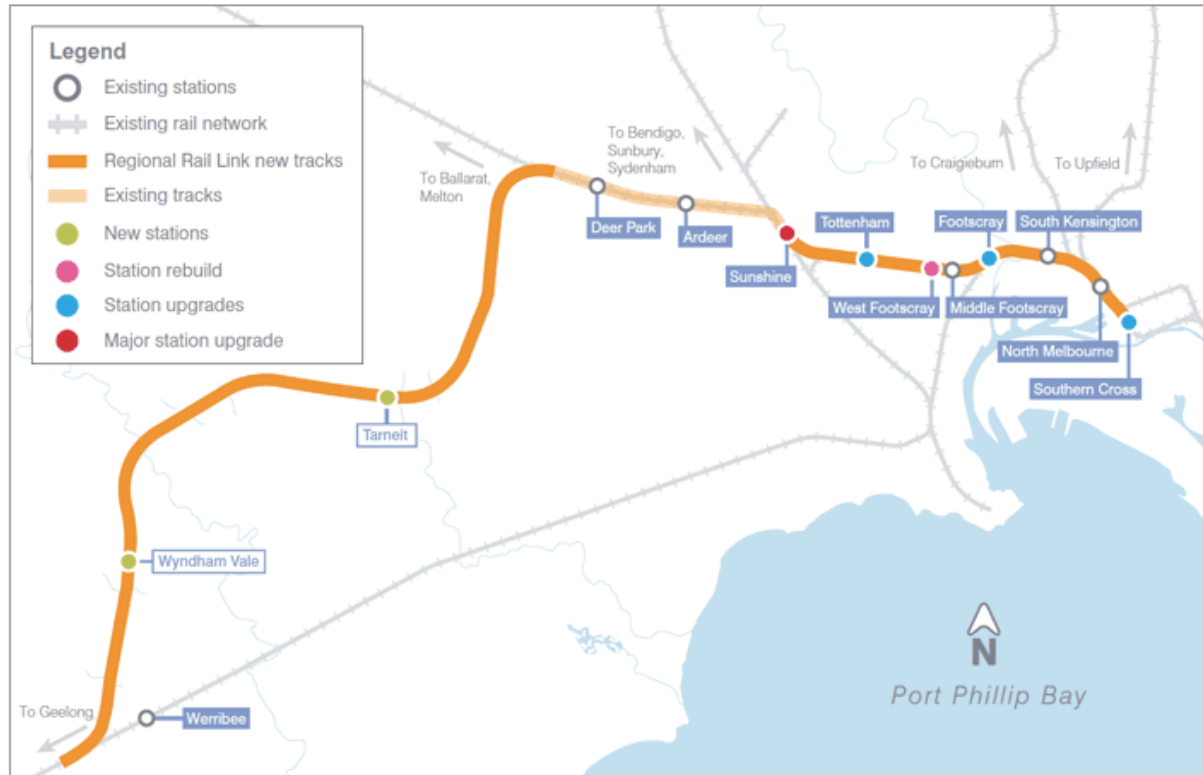 Legend
Existing stations
Existing rail network
Regional Rail Link new tracks
Existing tracks
New stations
Station rebuild
Station upgrades
Major station upgrade
To Ballarat,
Melton
To Bendigo,
Sunbury,
Sydenham
To Craigieburn
To Upfield
Deer Park
Ardeer
Sunshine
Tottenham
West Footscray
Middle Footscray
Footscray
South Kensington
North Melbourne
Southern Cross
Tarneit
Wyndham Vale
Werribee
To Geelong
N
Port Phillip Bay